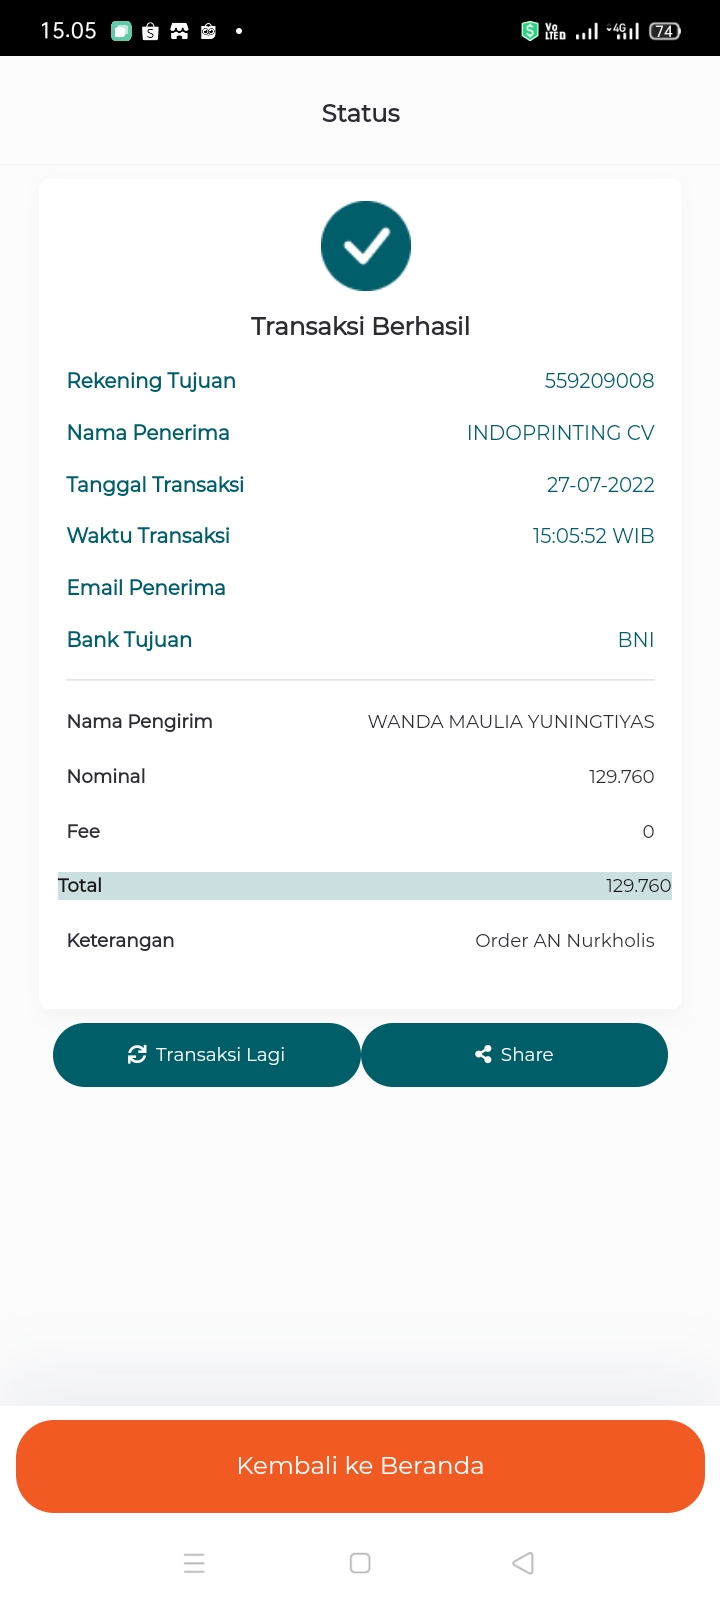 15.05
Vo
LTED
4G
74
Status
Transaksi Berhasil
Rekening Tujuan 559209008
Nama Penerima INDOPRINTING CV
Tanggal Transaksi 27-07-2022
Waktu Transaksi 15:05:52 WIB
Email Penerima
Bank Tujuan BNI
Nama Pengirim WANDA MAULIA YUNINGTIYAS
Nominal 129.760
Fee 0
Total 129.760
Keterangan Order AN Nurkholis
Transaksi Lagi Share
Kembali ke Beranda